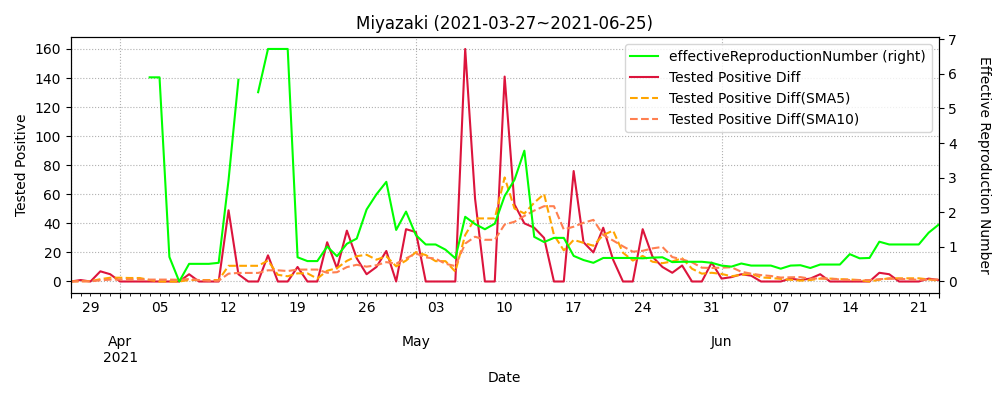 Miyazaki (2021-03-27~2021-06-25)
effectiveReproductionNumber (right)
Tested Positive Diff
Tested Positive Diff(SMA5)
Tested Positive Diff(SMA10)
Tested Positive
160
140
120
100
80
60
40
20
0
7
6
5
4
3
2
1
0
Effective Reproduction Number
29 05 12 19 26 03 10 17 24 31 07 14 21
Apr May Jun
2021
Date